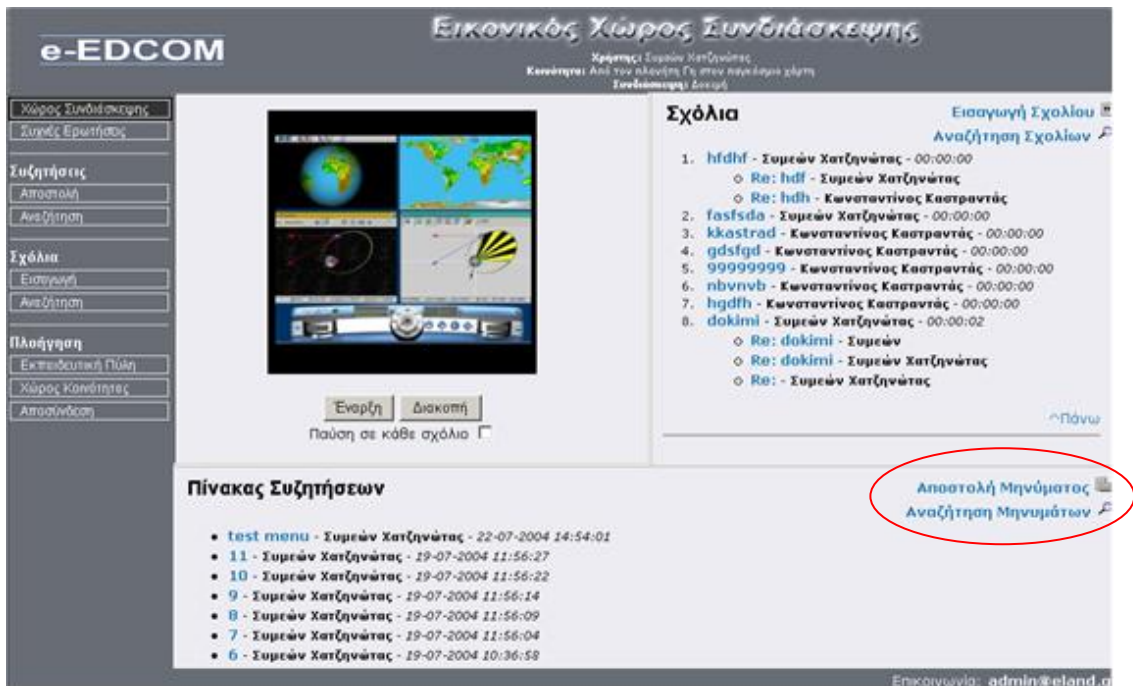 e-EDCOM
Εικονικός Χώρος Συνδιάσκεψης
Χρήστης: Συμεών Χατζηνώτας
Κοινότητα: Από τον πλανήτη Γη στον παγκόσμιο χάρτη
Συνδιάσκεψη: Δοκιμή
Χώρος Συνδιάσκεψης
Συχνές Ερωτήσεις
Συζητήσεις
Αποστολή
Αναζήτηση
Σχόλια
Εισαγωγή
Αναζήτηση
Πλοήγηση
Εκπαιδευτική Πύλη
Χώρος Κοινότητας
Αποσύνδεση
Έναρξη Διακοπή
Παύση σε κάθε σχόλιο
Σχόλια
Εισαγωγή Σχολίου
Αναζήτηση Σχολίων
1. hfdhf - Συμεών Χατζηνώτας - 00:00:00
Re: hdf - Συμεών Χατζηνώτας
Re: hdh - Κωνσταντίνος Καστραντάς
2. fasfsda - Συμεών Χατζηνώτας - 00:00:00
3. kkastrad - Κωνσταντίνος Καστραντάς - 00:00:00
4. gdsfgd - Κωνσταντίνος Καστραντάς - 00:00:00
5. 99999999 - Κωνσταντίνος Καστραντάς - 00:00:00
6. nbvnvb - Κωνσταντίνος Καστραντάς - 00:00:00
7. hgdfh - Κωνσταντίνος Καστραντάς - 00:00:00
8. dokimi - Συμεών Χατζηνώτας - 00:00:02
Re: dokimi - Συμεών
Re: dokimi - Συμεών Χατζηνώτας
Re: - Συμεών Χατζηνώτας
^Πάνω
Πίνακας Συζητήσεων
Αποστολή Μηνύματος
Αναζήτηση Μηνυμάτων
test menu - Συμεών Χατζηνώτας - 22-07-2004 14:54:01
11 - Συμεών Χατζηνώτας - 19-07-2004 11:56:27
10 - Συμεών Χατζηνώτας - 19-07-2004 11:56:22
9 - Συμεών Χατζηνώτας - 19-07-2004 11:56:14
8 - Συμεών Χατζηνώτας - 19-07-2004 11:56:09
7 - Συμεών Χατζηνώτας - 19-07-2004 11:56:04
6 - Συμεών Χατζηνώτας - 19-07-2004 10:36:58
Επικοινωνία: admin@eland.g